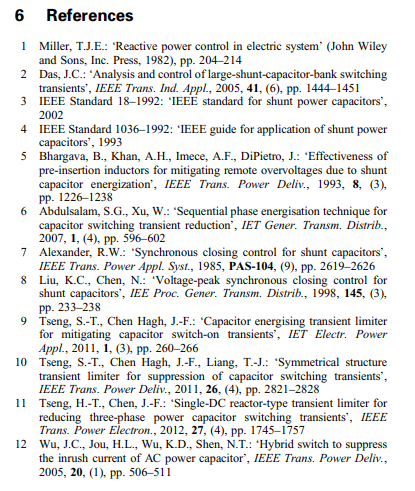 6 References
1 Miller, T.J.E.: ‘Reactive power control in electric system’ (John Wiley
and Sons, Inc. Press, 1982), pp. 204–214
2 Das, J.C.: ‘Analysis and control of large-shunt-capacitor-bank switching
transients’, IEEE Trans. Ind. Appl., 2005, 41, (6), pp. 1444–1451
3 IEEE Standard 18–1992: ‘IEEE standard for shunt power capacitors’,
2002
4 IEEE Standard 1036–1992: ‘IEEE guide for application of shunt power
capacitors’, 1993
5 Bhargava, B., Khan, A.H., Imece, A.F., DiPietro, J.: ‘Effectiveness of
pre-insertion inductors for mitigating remote overvoltages due to shunt
capacitor energization’, IEEE Trans. Power Deliv., 1993, 8, (3),
pp. 1226–1238
6 Abdulsalam, S.G., Xu, W.: ‘Sequential phase energisation technique for
capacitor switching transient reduction’, IET Gener. Transm. Distrib.,
2007, 1, (4), pp. 596–602
7 Alexander, R.W.: ‘Synchronous closing control for shunt capacitors’,
IEEE Trans. Power Appl. Syst., 1985, PAS-104, (9), pp. 2619–2626
8 Liu, K.C., Chen, N.: ‘Voltage-peak synchronous closing control for
shunt capacitors’, IEE Proc. Gener. Transm. Distrib., 1998, 145, (3),
pp. 233–238
9 Tseng, S.-T., Chen Hagh, J.-F.: ‘Capacitor energising transient limiter
for mitigating capacitor switch-on transients’, IET Electr. Power
Appl., 2011, 1, (3), pp. 260–266
10 Tseng, S.-T., Chen Hagh, J.-F., Liang, T.-J.: ‘Symmetrical structure
transient limiter for suppression of capacitor switching transients’,
IEEE Trans. Power Deliv., 2011, 26, (4), pp. 2821–2828
11 Tseng, H.-T., Chen, J.-F.: ‘Single-DC reactor-type transient limiter for
reducing three-phase power capacitor switching transients’, IEEE
Trans. Power Electron., 2012, 27, (4), pp. 1745–1757
12 Wu, J.C., Jou, H.L., Wu, K.D., Shen, N.T.: ‘Hybrid switch to suppress
the inrush current of AC power capacitor’, IEEE Trans. Power Deliv.,
2005, 20, (1), pp. 506–511